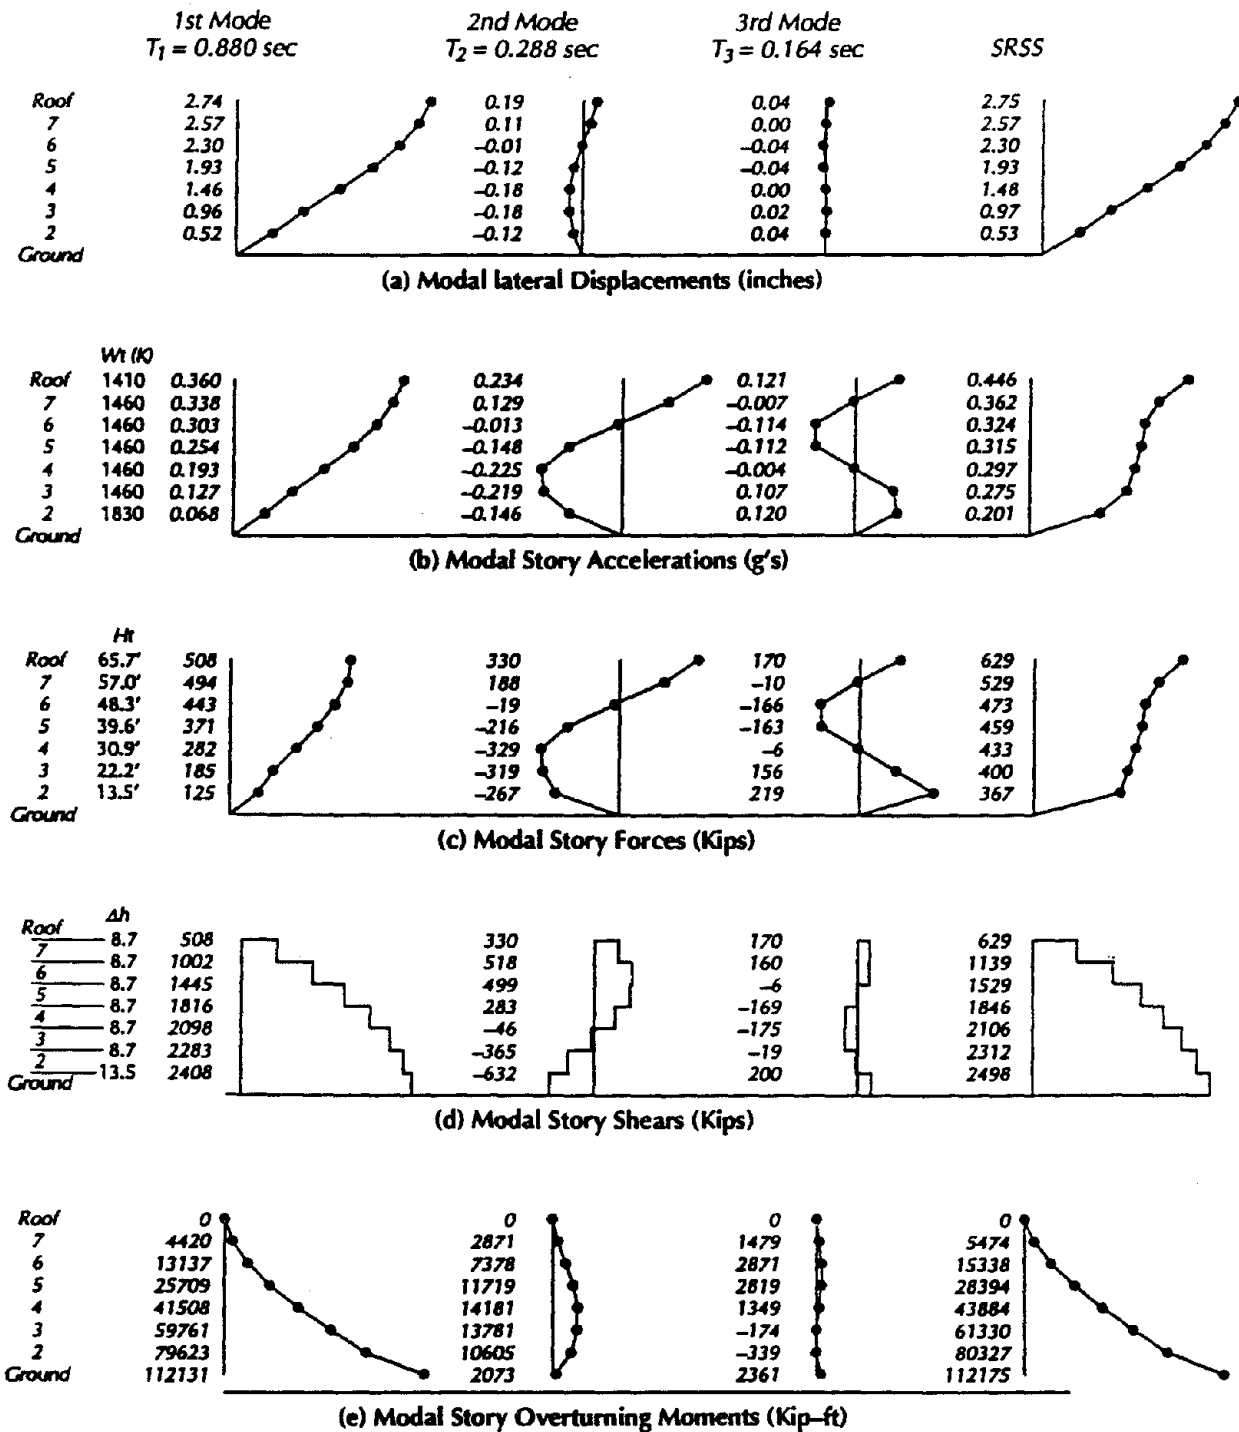 1st Mode 2nd Mode 3rd Mode
T1 = 0.880 sec T2 = 0.288 sec T3 = 0.164 sec SRSS
Roof 2.74 0.19 0.04 2.75
7 2.57 0.11 0.00 2.57
6 2.30 –0.01 –0.04 2.30
5 1.93 –0.12 –0.04 1.93
4 1.46 –0.18 0.00 1.48
3 0.96 –0.18 0.02 0.97
2 0.52 –0.12 0.04 0.53
Ground
(a) Modal lateral Displacements (inches)
Wt (K)
Roof 1410 0.360 0.234 0.121 0.446
7 1460 0.338 0.129 –0.007 0.362
6 1460 0.303 –0.013 –0.114 0.324
5 1460 0.254 –0.148 –0.112 0.315
4 1460 0.193 –0.225 –0.004 0.297
3 1460 0.127 –0.219 0.107 0.275
2 1830 0.068 –0.146 0.120 0.201
Ground
(b) Modal Story Accelerations (g's)
Ht
Roof 65.7' 508 330 170 629
7 57.0' 494 188 –10 529
6 48.3' 443 –19 –166 473
5 39.6' 371 –216 –163 459
4 30.9' 282 –329 –6 433
3 22.2' 185 –319 156 400
2 13.5' 125 –267 219 367
Ground
(c) Modal Story Forces (Kips)
Δh
Roof 8.7 508 330 170 629
7 8.7 1002 518 160 1139
6 8.7 1445 499 –6 1529
5 8.7 1816 283 –169 1846
4 8.7 2098 –46 –175 2106
3 8.7 2283 –365 –19 2312
2 13.5 2408 –632 200 2498
Ground
(d) Modal Story Shears (Kips)
Roof 0 0 0 0
7 4420 2871 1479 5474
6 13137 7378 2871 15338
5 25709 11719 2819 28394
4 41508 14181 1349 43884
3 59761 13781 –174 61330
2 79623 10605 –339 80327
Ground 112131 2073 2361 112175
(e) Modal Story Overturning Moments (Kip–ft)